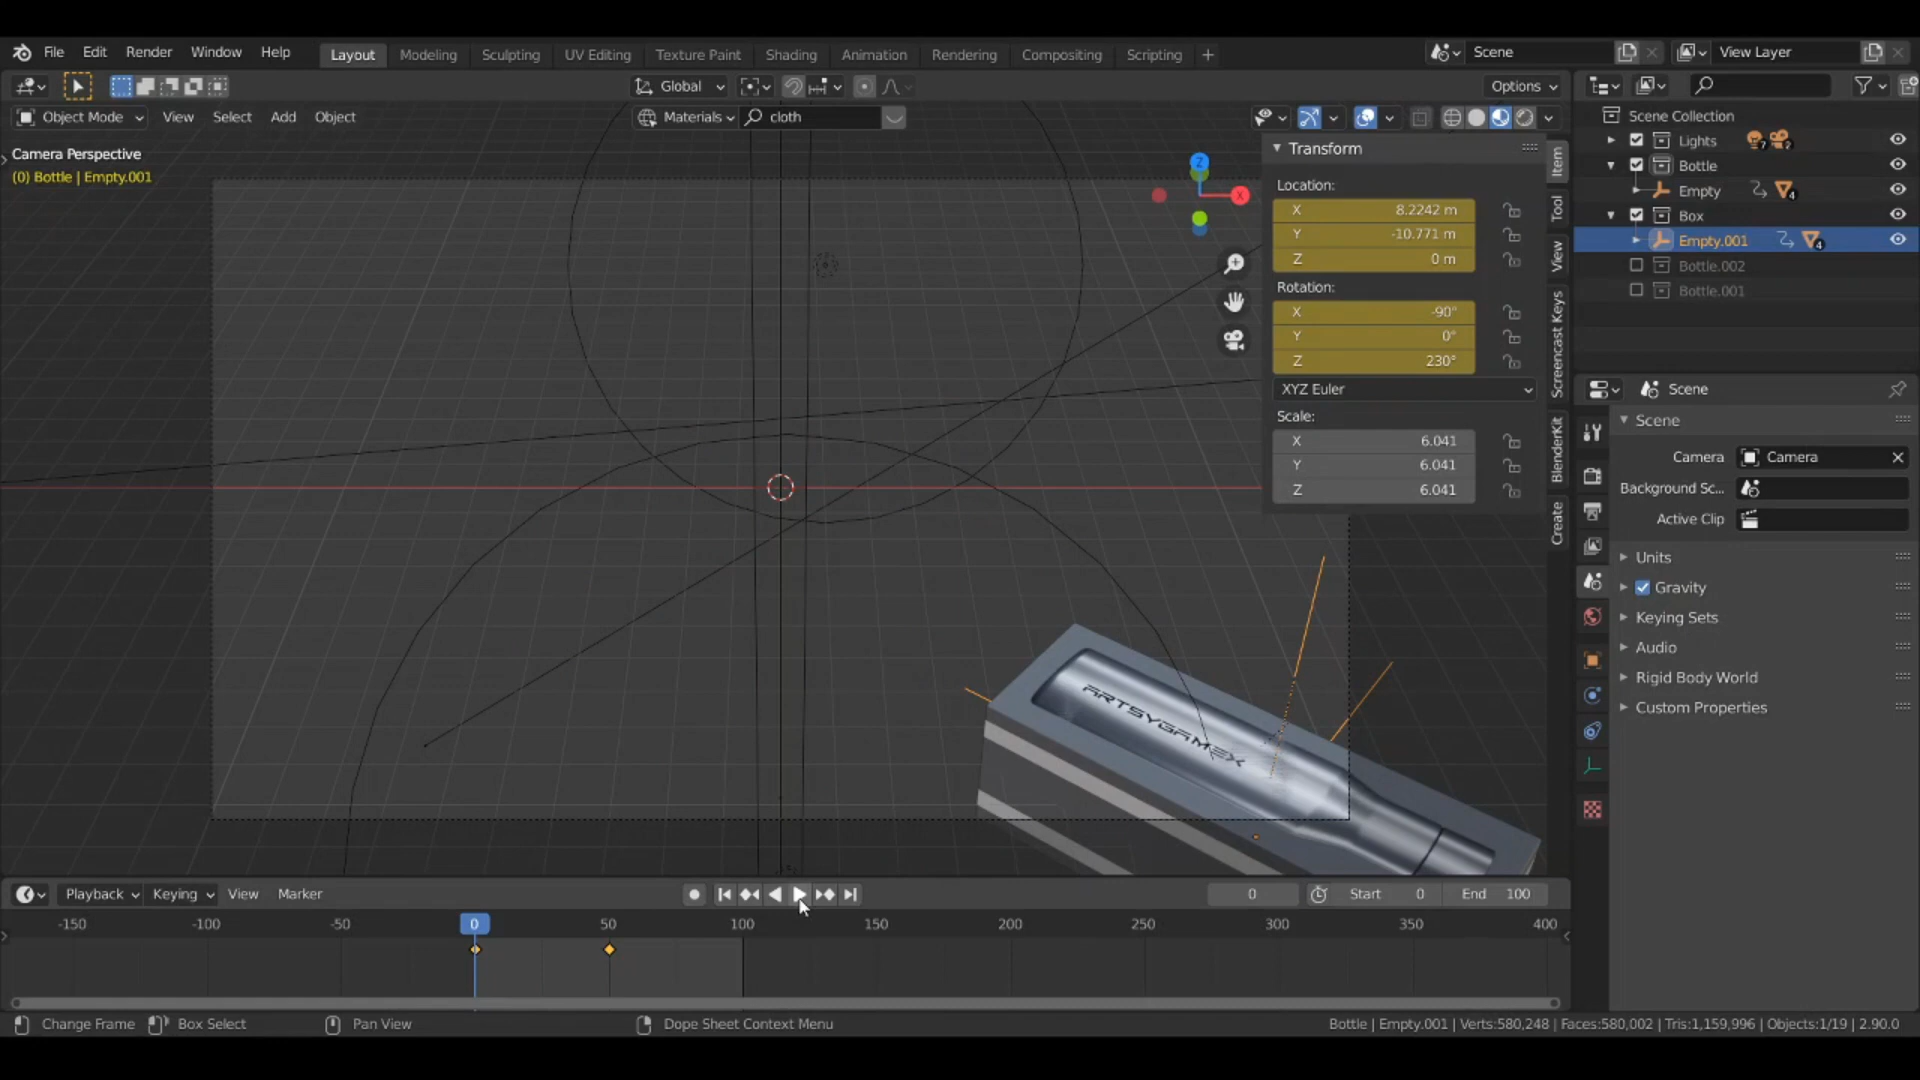 File Edit Render Window Help Layout Modeling Sculpting UV Editing Texture Paint Shading Animation Rendering Compositing Scripting + Scene View Layer
Global Options
Object Mode View Select Add Object Materials cloth
Camera Perspective
(0) Bottle | Empty.001
Z
X
Transform
Location:
X 8.2242 m
Y -10.771 m
Z 0 m
Rotation:
X -90°
Y 0°
Z 230°
XYZ Euler
Scale:
X 6.041
Y 6.041
Z 6.041
Item
Tool
View
Screencast Keys
BlenderKit
Create
Scene Collection
Lights 7 2
Bottle
Empty 4
Box
Empty.001 4
Bottle.002
Bottle.001
Scene
Scene
Camera Camera
Background Sc...
Active Clip
Units
Gravity
Keying Sets
Audio
Rigid Body World
Custom Properties
ARTSYGAMEX
Playback Keying View Marker 0 Start 0 End 100
-150 -100 -50 0 50 100 150 200 250 300 350 400
Change Frame Box Select Pan View Dope Sheet Context Menu Bottle | Empty.001 | Verts:580,248 | Faces:580,002 | Tris:1,159,996 | Objects:1/19 | 2.90.0